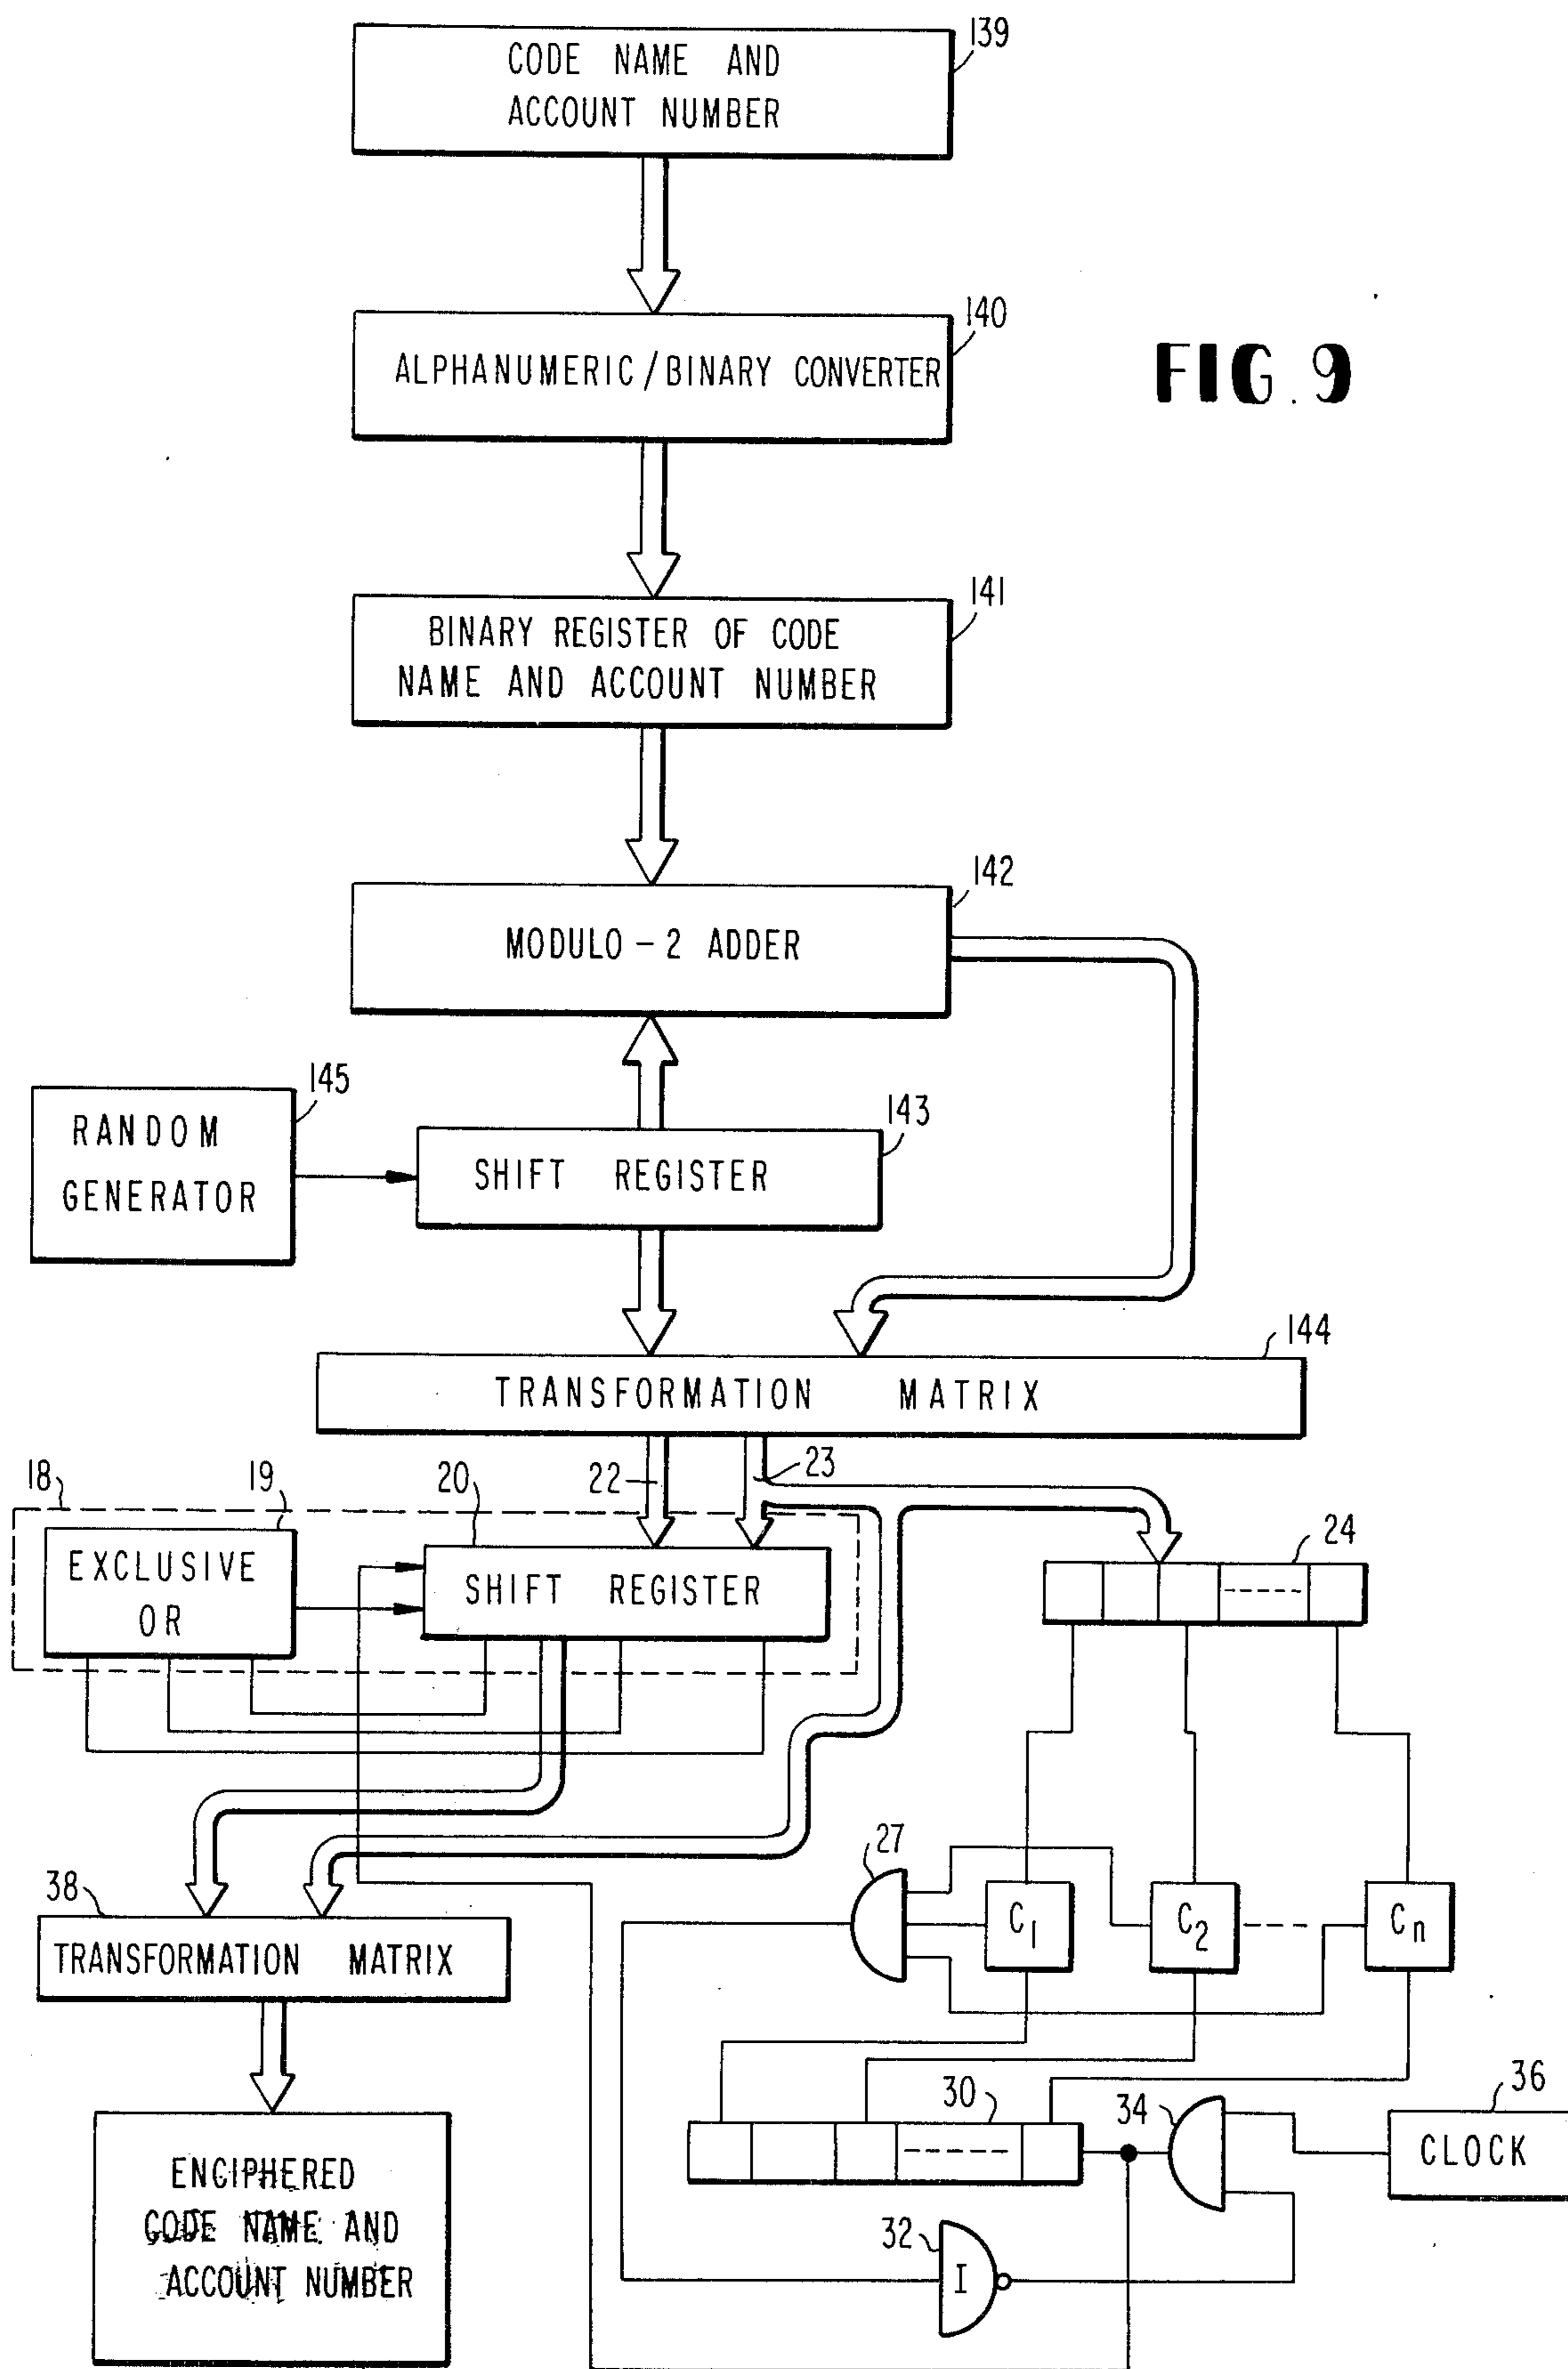 139
CODE NAME AND
ACCOUNT NUMBER
140
ALPHANUMERIC/BINARY CONVERTER
FIG. 9
141
BINARY REGISTER OF CODE
NAME AND ACCOUNT NUMBER
142
MODULO-2 ADDER
145
RANDOM
GENERATOR
143
SHIFT REGISTER
144
TRANSFORMATION MATRIX
18
19
20
22
23
EXCLUSIVE
OR
SHIFT REGISTER
24
27
C1
C2
Cn
38
TRANSFORMATION MATRIX
30
34
36
CLOCK
32
I
ENCIPHERED
CODE NAME AND
ACCOUNT NUMBER